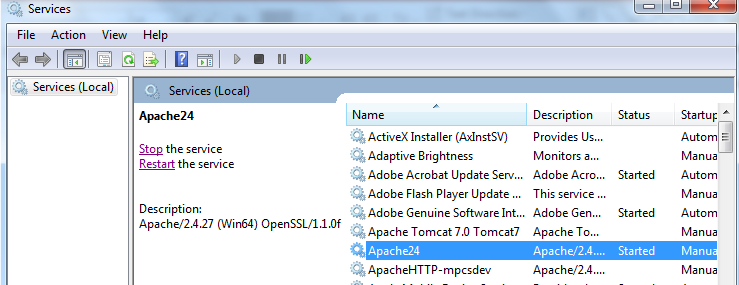 Services
File Action View Help
Services (Local)
Services (Local)
Apache24
Stop the service
Restart the service
Description:
Apache/2.4.27 (Win64) OpenSSL/1.1.0f
Name Description Status Startup
ActiveX Installer (AxInstSV) Provides Us... Autom
Adaptive Brightness Monitors a... Manua
Adobe Acrobat Update Serv... Adobe Acro... Started Autom
Adobe Flash Player Update ... This service ... Manua
Adobe Genuine Software Int... Adobe Gen... Started Autom
Apache Tomcat 7.0 Tomcat7 Apache To... Manua
Apache24 Apache/2.4.... Started Manua
ApacheHTTP-mpcsdev Apache/2.4.... Manua